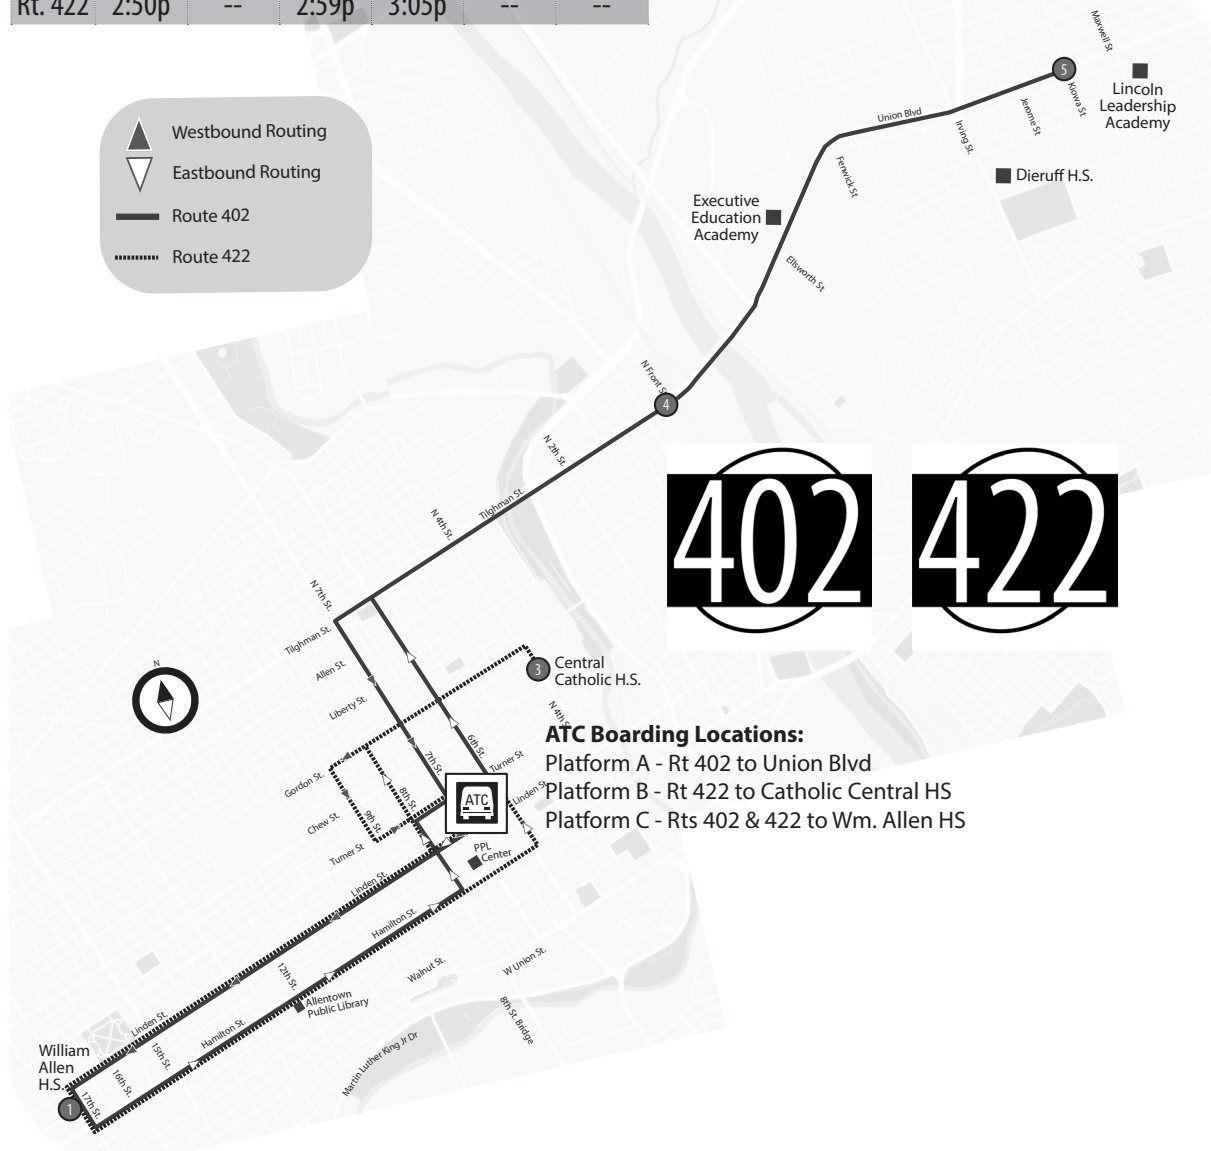 Rt. 422 2:50p -- 2:59p 3:05p -- --
Westbound Routing
Eastbound Routing
Route 402
Route 422
Maxwell St
5
Kiowa St
Lincoln
Leadership
Academy
Jerome St
Union Blvd
Irving St.
Dieruff H.S.
Fenwick St
Executive
Education
Academy
Ellsworth St
N Front St
4
N 2th St.
Tilghman St.
N 4th St.
402
422
N 7th St.
Tilghman St.
Allen St.
Liberty St.
N
3
Central
Catholic H.S.
N 4th St.
ATC Boarding Locations:
Platform A - Rt 402 to Union Blvd
Platform B - Rt 422 to Catholic Central HS
Platform C - Rts 402 & 422 to Wm. Allen HS
6th St.
7th St.
Turner St
Gordon St.
8th St.
ATC
Linden St.
Chew St.
9th St.
Turner St
PPL
Center
Linden St.
Hamilton St.
Walnut St.
W Union St.
12th St.
Allentown
Public Library
8th St. Bridge
Linden St.
Hamilton St.
Martin Luther King Jr Dr
15th St.
16th St.
William
Allen
H.S.
17th St.
1